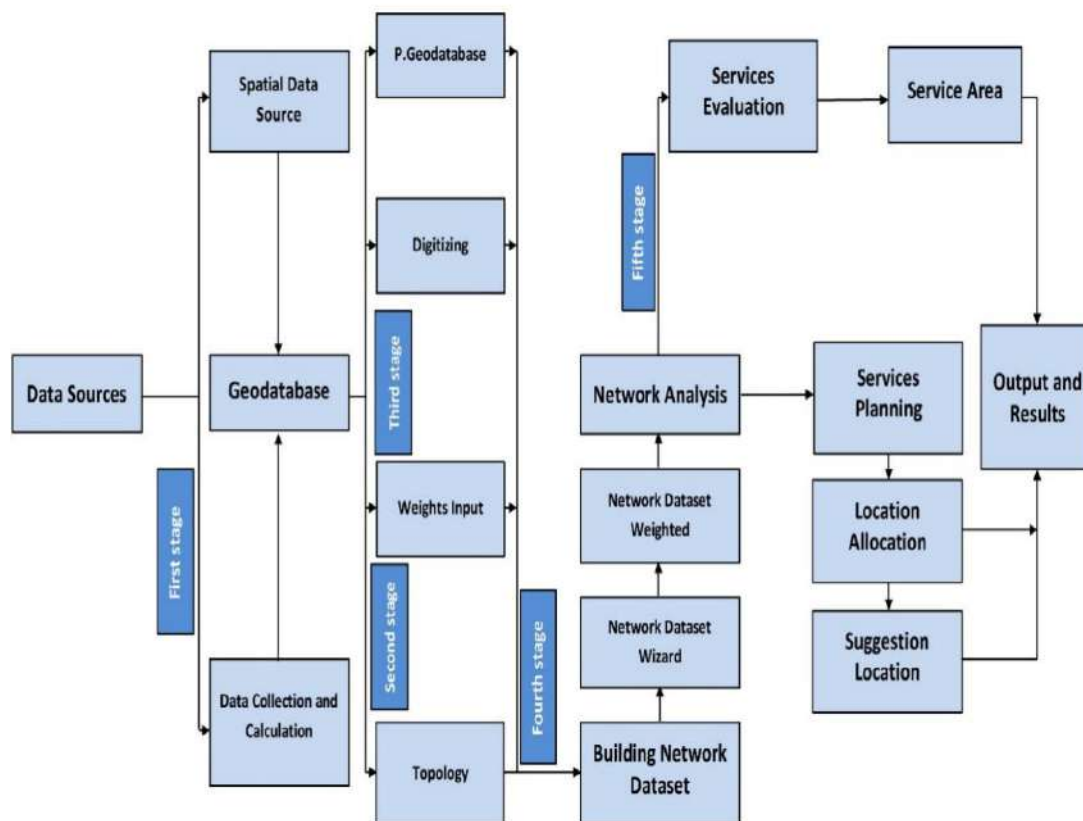 Data Sources
First stage
Spatial Data
Source
Geodatabase
Data Collection and
Calculation
P.Geodatabase
Digitizing
Third stage
Weights Input
Second stage
Topology
Fourth stage
Building Network
Dataset
Network Dataset
Wizard
Network Dataset
Weighted
Network Analysis
Fifth stage
Services
Evaluation
Service Area
Services
Planning
Location
Allocation
Suggestion
Location
Output and
Results